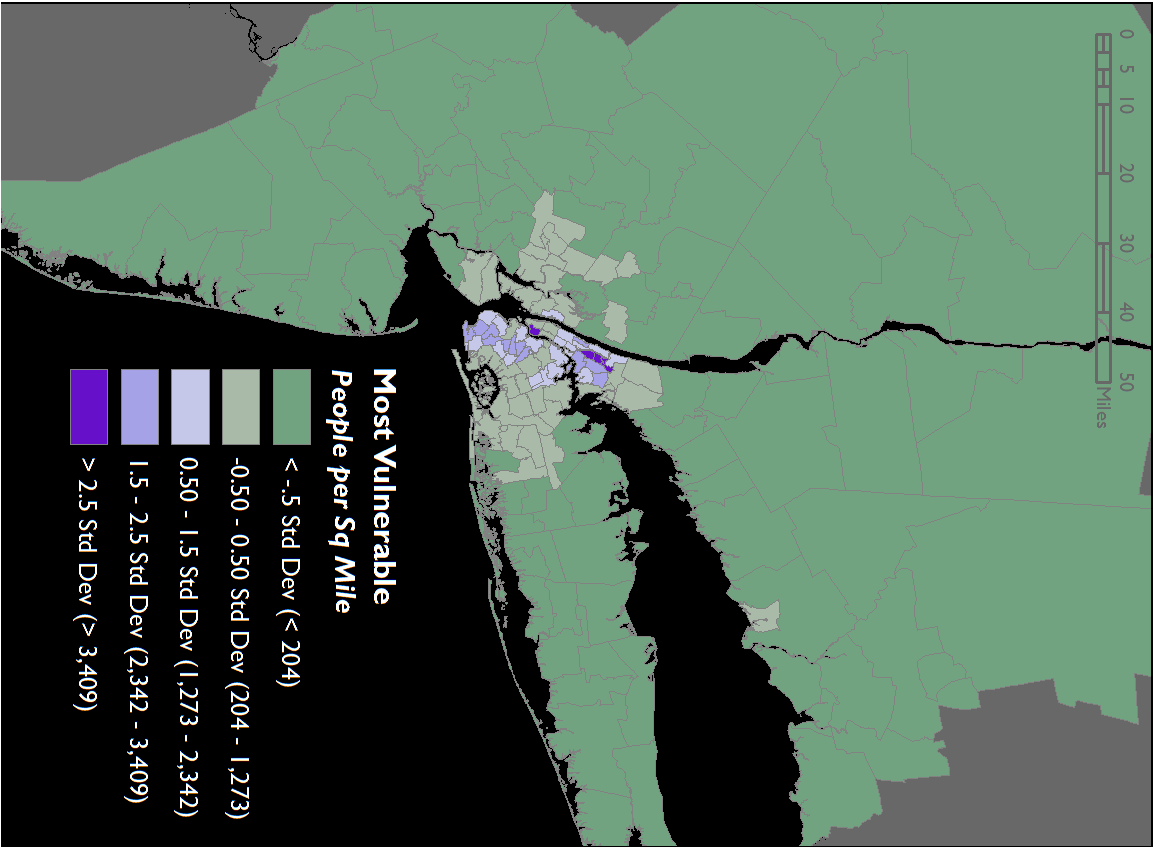 0 5 10 20 30 40 50
Miles
Most Vulnerable
People per Sq Mile
< -.5 Std Dev (< 204)
-0.50 - 0.50 Std Dev (204 - 1,273)
0.50 - 1.5 Std Dev (1,273 - 2,342)
1.5 - 2.5 Std Dev (2,342 - 3,409)
> 2.5 Std Dev (> 3,409)